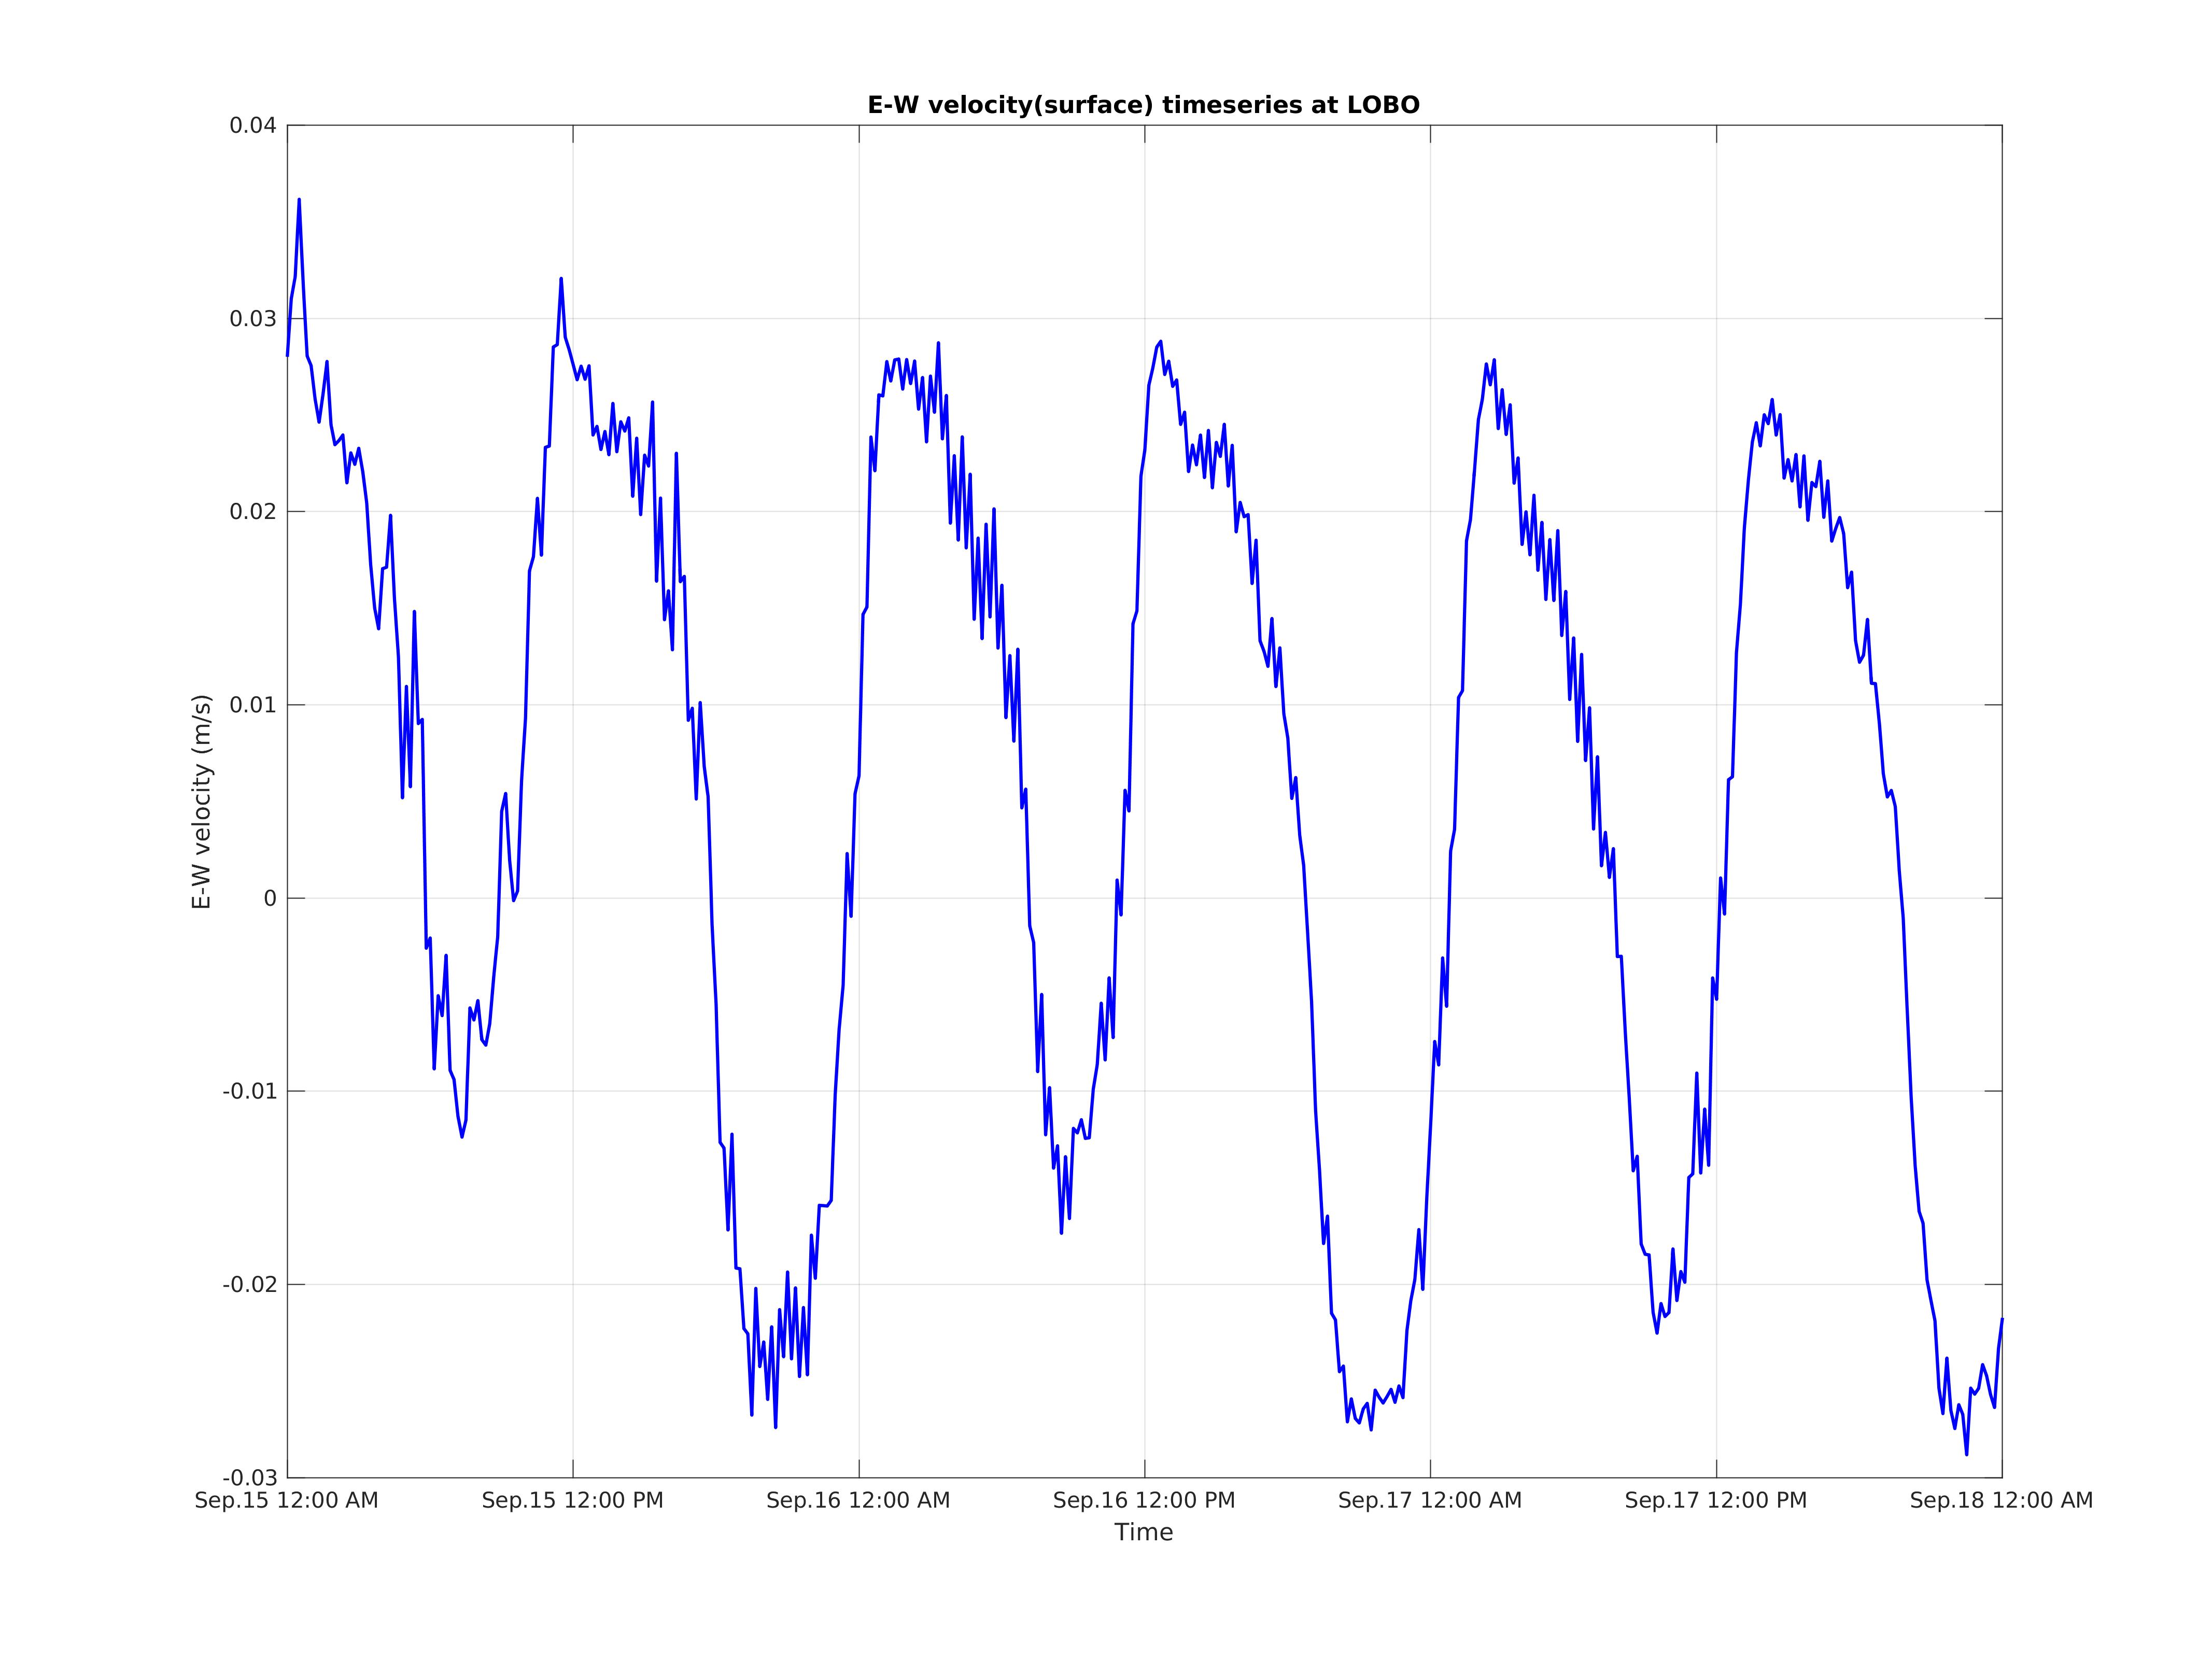 E-W velocity(surface) timeseries at LOBO
0.04
0.03
0.02
0.01
0
-0.01
-0.02
-0.03
E-W velocity (m/s)
Sep.15 12:00 AM Sep.15 12:00 PM Sep.16 12:00 AM Sep.16 12:00 PM Sep.17 12:00 AM Sep.17 12:00 PM Sep.18 12:00 AM
Time